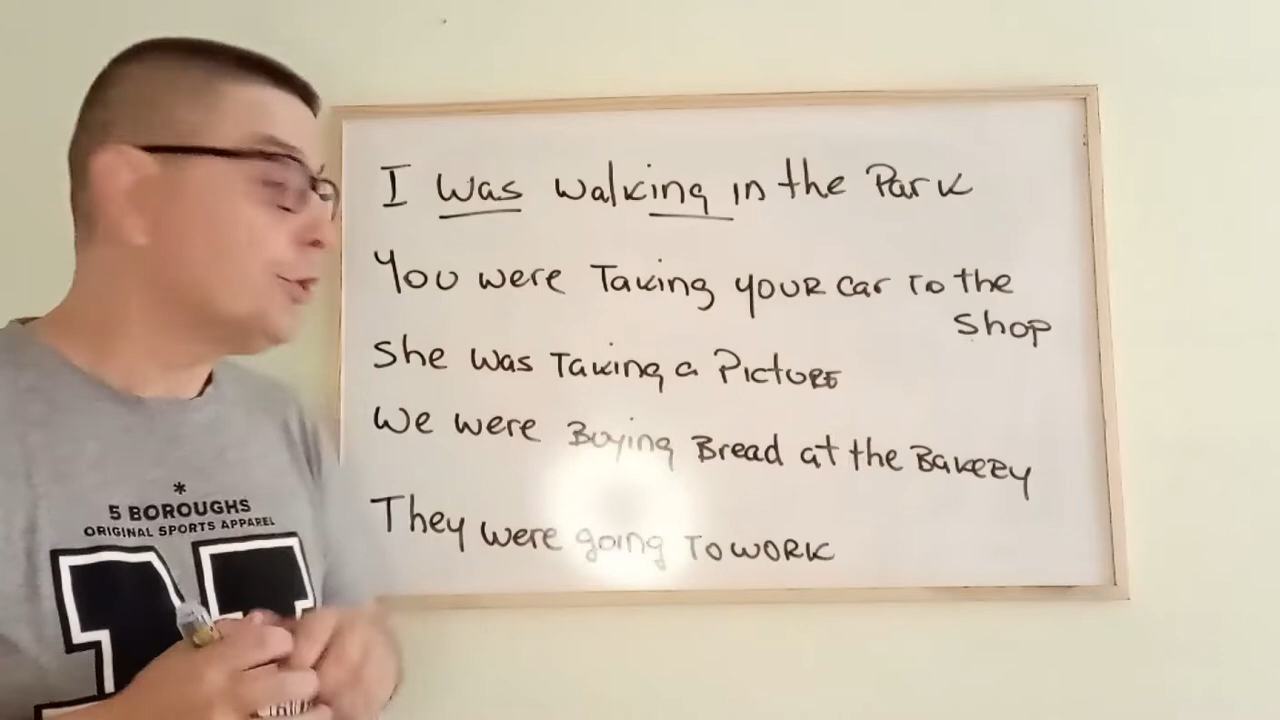 I was walking in the Park
You were Taking your car To the
shop
She was Taking a Picture
We were Buying Bread at the Bakery
They were going To work
*
5 BOROUGHS
ORIGINAL SPORTS APPAREL